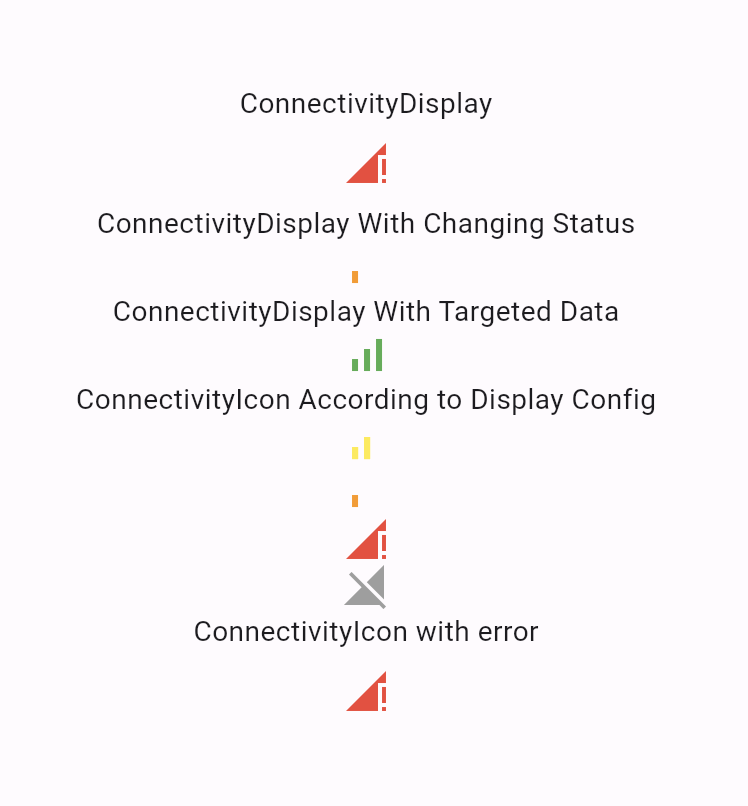 ConnectivityDisplay
ConnectivityDisplay With Changing Status
ConnectivityDisplay With Targeted Data
ConnectivityIcon According to Display Config
ConnectivityIcon with error